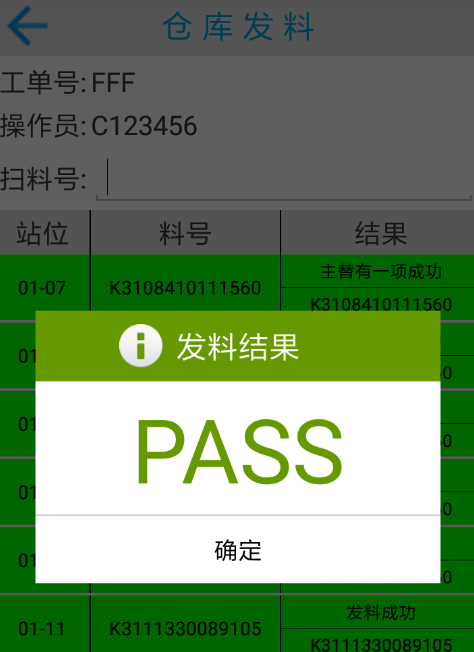 仓库发料
工单号: FFF
操作员: C123456
扫料号:
站位 料号 结果
01-07 K3108410111560 主替有一项成功
K3108410111560
发料结果
PASS
确定
01-11 K3111330089105 发料成功
K3111330089105